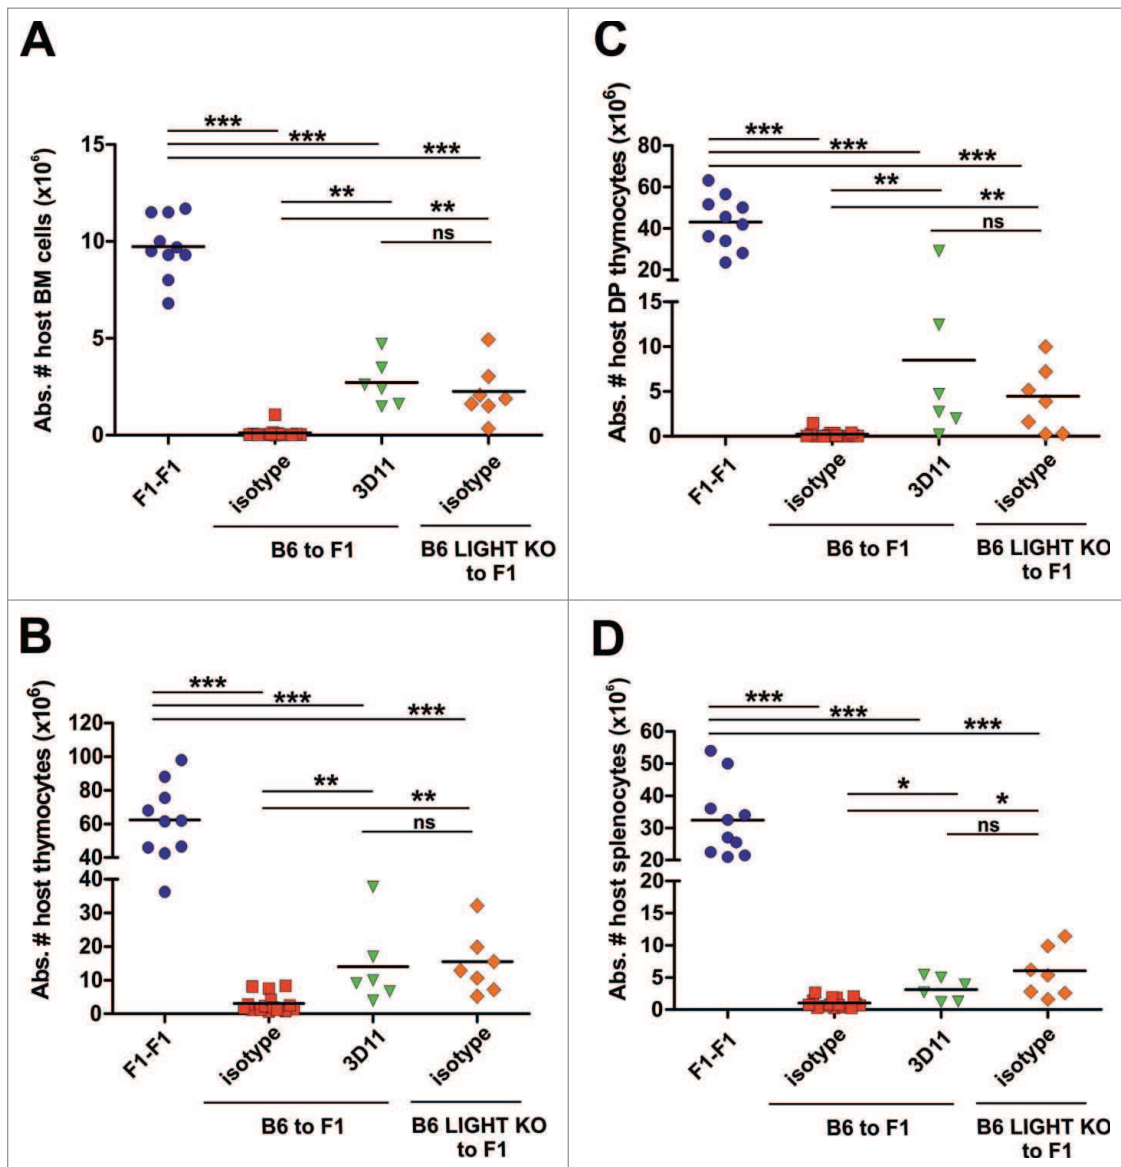 A
Abs. # host BM cells (x10⁶)
*** 
***
***
**
**
ns
15
10
5
0
F1-F1
isotype
3D11
isotype
B6 to F1
B6 LIGHT KO
to F1
C
Abs. # host DP thymocytes (x10⁶)
***
***
***
**
**
ns
80
60
40
20
15
10
5
0
F1-F1
isotype
3D11
isotype
B6 to F1
B6 LIGHT KO
to F1
B
Abs. # host thymocytes (x10⁶)
***
***
***
**
**
ns
120
100
80
60
40
40
30
20
10
0
F1-F1
isotype
3D11
isotype
B6 to F1
B6 LIGHT KO
to F1
D
Abs. # host splenocytes (x10⁶)
***
***
***
*
*
ns
60
50
40
30
20
20
15
10
5
0
F1-F1
isotype
3D11
isotype
B6 to F1
B6 LIGHT KO
to F1